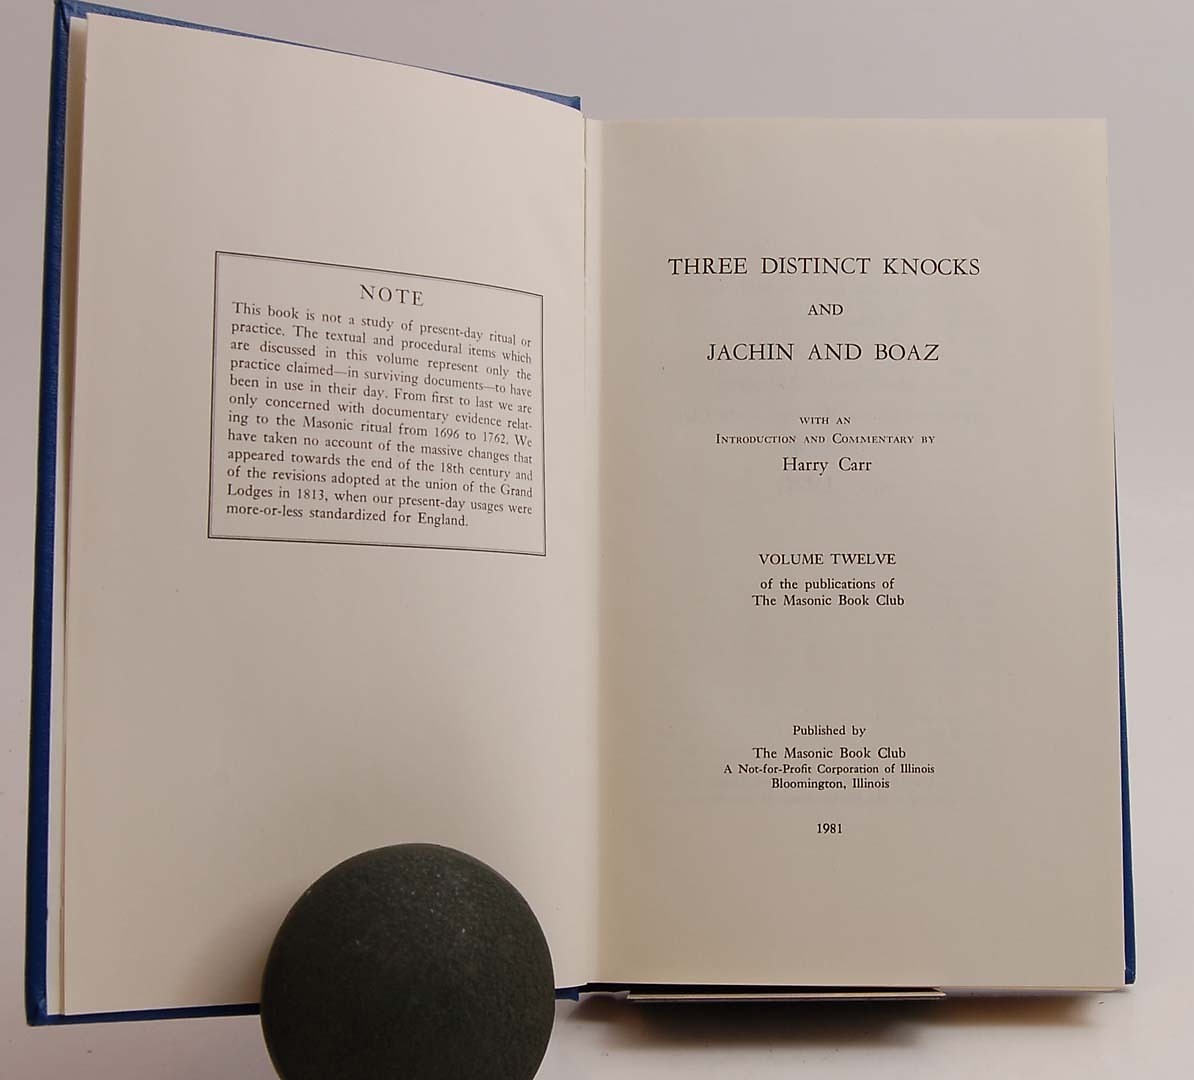 NOTE
This book is not a study of present-day ritual or
practice. The textual and procedural items which
are discussed in this volume represent only the
practice claimed—in surviving documents—to have
been in use in their day. From first to last we are
only concerned with documentary evidence relat-
ing to the Masonic ritual from 1696 to 1762. We
have taken no account of the massive changes that
appeared towards the end of the 18th century and
of the revisions adopted at the union of the Grand
Lodges in 1813, when our present-day usages were
more-or-less standardized for England.
THREE DISTINCT KNOCKS
AND
JACHIN AND BOAZ
WITH AN
INTRODUCTION AND COMMENTARY BY
Harry Carr
VOLUME TWELVE
of the publications of
The Masonic Book Club
Published by
The Masonic Book Club
A Not-for-Profit Corporation of Illinois
Bloomington, Illinois
1981